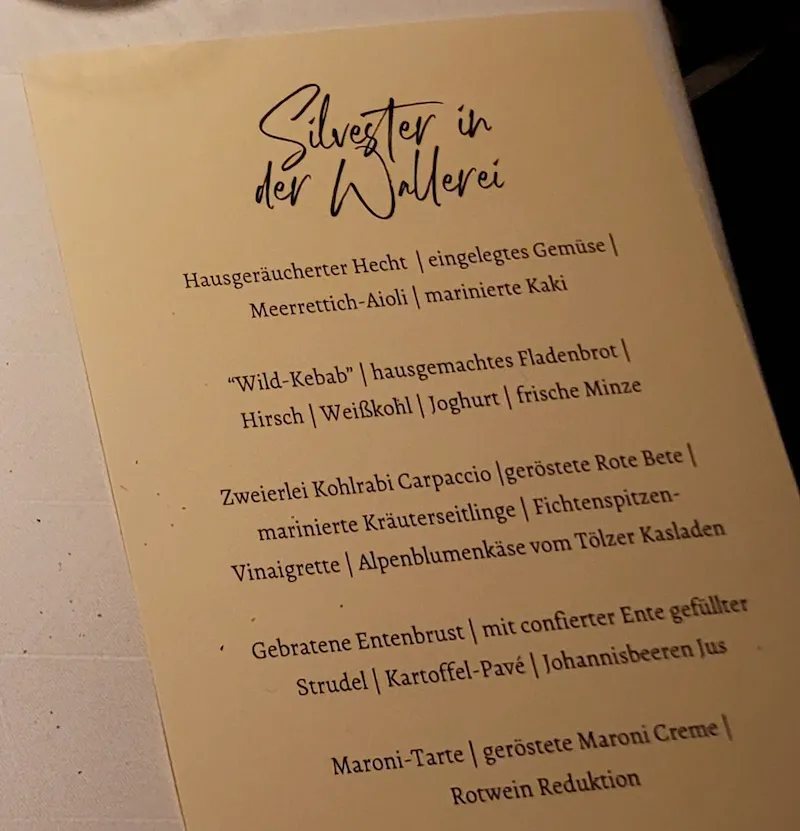 Silvester in
der Wallerei
Hausgeräucherter Hecht | eingelegtes Gemüse |
Meerrettich-Aioli | marinierte Kaki
“Wild-Kebab” | hausgemachtes Fladenbrot |
Hirsch | Weißkohl | Joghurt | frische Minze
Zweierlei Kohlrabi Carpaccio |geröstete Rote Bete |
marinierte Kräuterseitlinge | Fichtenspitzen-
Vinaigrette | Alpenblumenkäse vom Tölzer Kasladen
Gebratene Entenbrust | mit confierter Ente gefüllter
Strudel | Kartoffel-Pavé | Johannisbeeren Jus
Maroni-Tarte | geröstete Maroni Creme |
Rotwein Reduktion